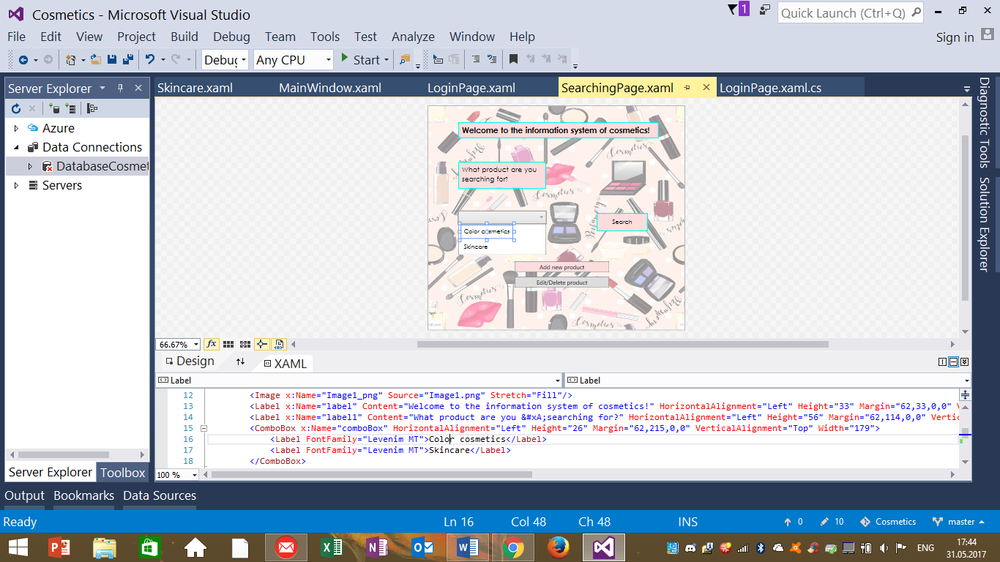 Cosmetics - Microsoft Visual Studio
1
Quick Launch (Ctrl+Q)
File Edit View Project Build Debug Team Tools Test Analyze Window Help
Sign in
Debug Any CPU Start
Server Explorer
Skincare.xaml MainWindow.xaml LoginPage.xaml SearchingPage.xaml LoginPage.xaml.cs
Azure
Data Connections
DatabaseCosmet
Servers
Welcome to the information system of cosmetics!
Cosmetics
What product are you
searching for?
Cosmetics
Search
Color cosmetics
Skincare
Add new product
Edit/Delete product
Cosmetics
Cosmetics
Diagnostic Tools
Solution Explorer
66.67% fx
Design XAML
Label Label
12 <Image x:Name="Image1_png" Source="Image1.png" Stretch="Fill"/>
13 <Label x:Name="label" Content="Welcome to the information system of cosmetics!" HorizontalAlignment="Left" Height="33" Margin="62,33,0,0" V
14 <Label x:Name="label1" Content="What product are you &#xA;searching for?" HorizontalAlignment="Left" Height="56" Margin="62,114,0,0" Vertic
15 <ComboBox x:Name="comboBox" HorizontalAlignment="Left" Height="26" Margin="62,215,0,0" VerticalAlignment="Top" Width="179">
16 <Label FontFamily="Levenim MT">Color cosmetics</Label>
17 <Label FontFamily="Levenim MT">Skincare</Label>
18 </ComboBox>
100 %
Server Explorer Toolbox
Output Bookmarks Data Sources
Ready Ln 16 Col 48 Ch 48 INS 0 10 Cosmetics master
ENG
17:44
31.05.2017